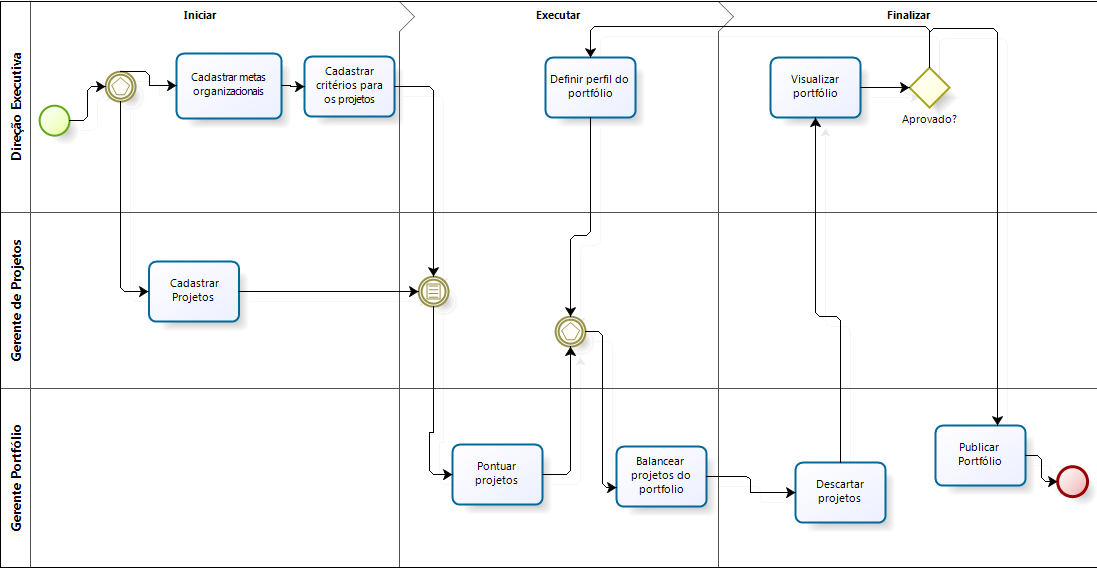 Iniciar
Executar
Finalizar
Direção Executiva
Cadastrar metas
organizacionais
Cadastrar
critérios para
os projetos
Definir perfil do
portfólio
Visualizar
portfólio
Aprovado?
Gerente de Projetos
Cadastrar
Projetos
Gerente Portfólio
Pontuar
projetos
Balancear
projetos do
portfolio
Descartar
projetos
Publicar
Portfólio